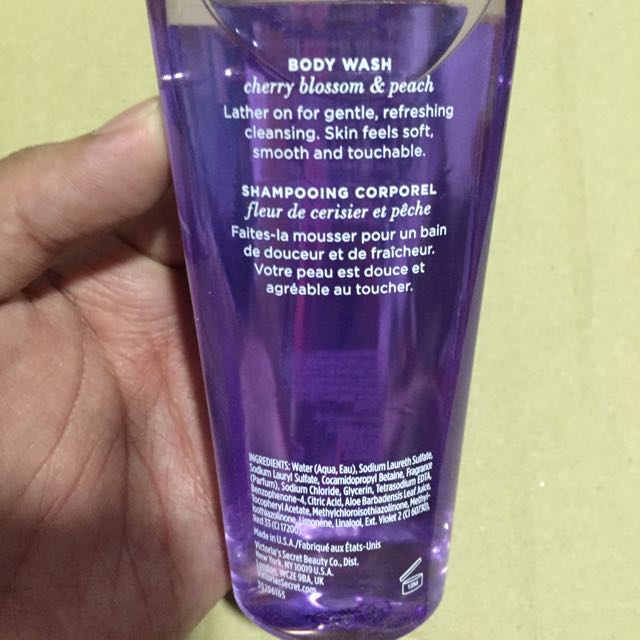 BODY WASH
cherry blossom & peach
Lather on for gentle, refreshing
cleansing. Skin feels soft,
smooth and touchable.
SHAMPOOING CORPOREL
fleur de cerisier et pêche
Faites-la mousser pour un bain
de douceur et de fraîcheur.
Votre peau est douce et
agréable au toucher.
INGREDIENTS: Water (Aqua, Eau), Sodium Laureth Sulfate,
Sodium Lauryl Sulfate, Cocamidopropyl Betaine, Fragrance
(Parfum), Sodium Chloride, Glycerin, Tetrasodium EDTA,
Benzophenone-4, Citric Acid, Aloe Barbadensis Leaf Juice,
Tocopheryl Acetate, Methylchloroisothiazolinone, Methyl-
isothiazolinone, Limonene, Linalool, Ext. Violet 2 (CI 60730),
Red 33 (CI 17200)
Made in U.S.A./Fabriqué aux États-Unis
Victoria's Secret Beauty Co., Dist.
New York, NY 10019 U.S.A.
London, WC2E 9BA, UK
VictoriasSecret.com
18M